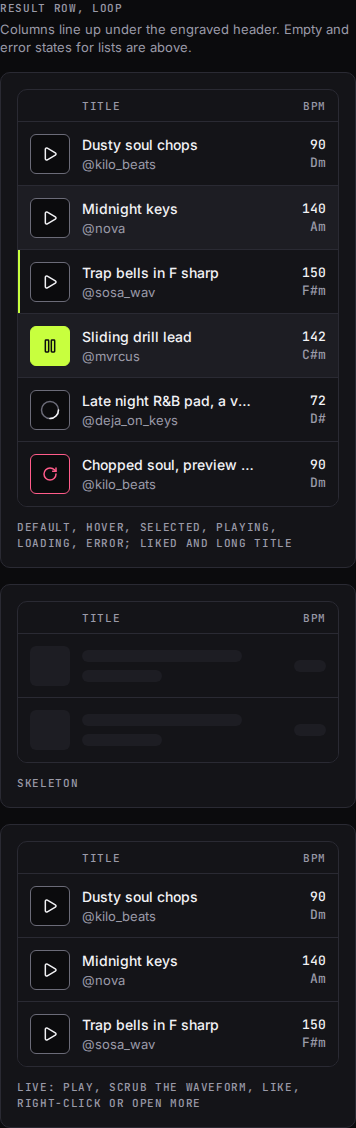 RESULT ROW, LOOP
Columns line up under the engraved header. Empty and
error states for lists are above.
TITLE BPM
Dusty soul chops 90
@kilo_beats Dm
Midnight keys 140
@nova Am
Trap bells in F sharp 150
@sosa_wav F#m
Sliding drill lead 142
@mvrcus C#m
Late night R&B pad, a v... 72
@deja_on_keys D#
Chopped soul, preview ... 90
@kilo_beats Dm
DEFAULT, HOVER, SELECTED, PLAYING,
LOADING, ERROR; LIKED AND LONG TITLE
TITLE BPM
SKELETON
TITLE BPM
Dusty soul chops 90
@kilo_beats Dm
Midnight keys 140
@nova Am
Trap bells in F sharp 150
@sosa_wav F#m
LIVE: PLAY, SCRUB THE WAVEFORM, LIKE,
RIGHT-CLICK OR OPEN MORE